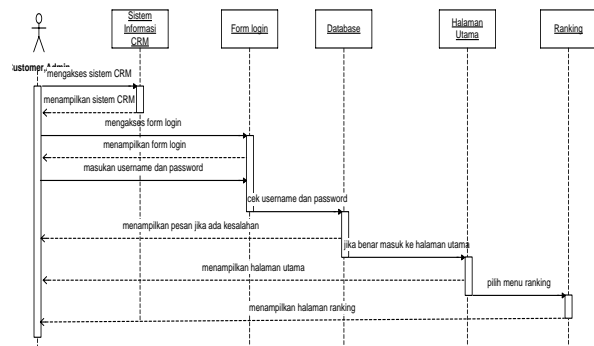 Sistem
Informasi
CRM
Form login
Database
Halaman
Utama
Ranking
Customer, Admin
mengakses sistem CRM
menampilkan sistem CRM
mengakses form login
menampilkan form login
masukan username dan password
cek username dan password
menampilkan pesan jika ada kesalahan
jika benar masuk ke halaman utama
menampilkan halaman utama
pilih menu ranking
menampilkan halaman ranking